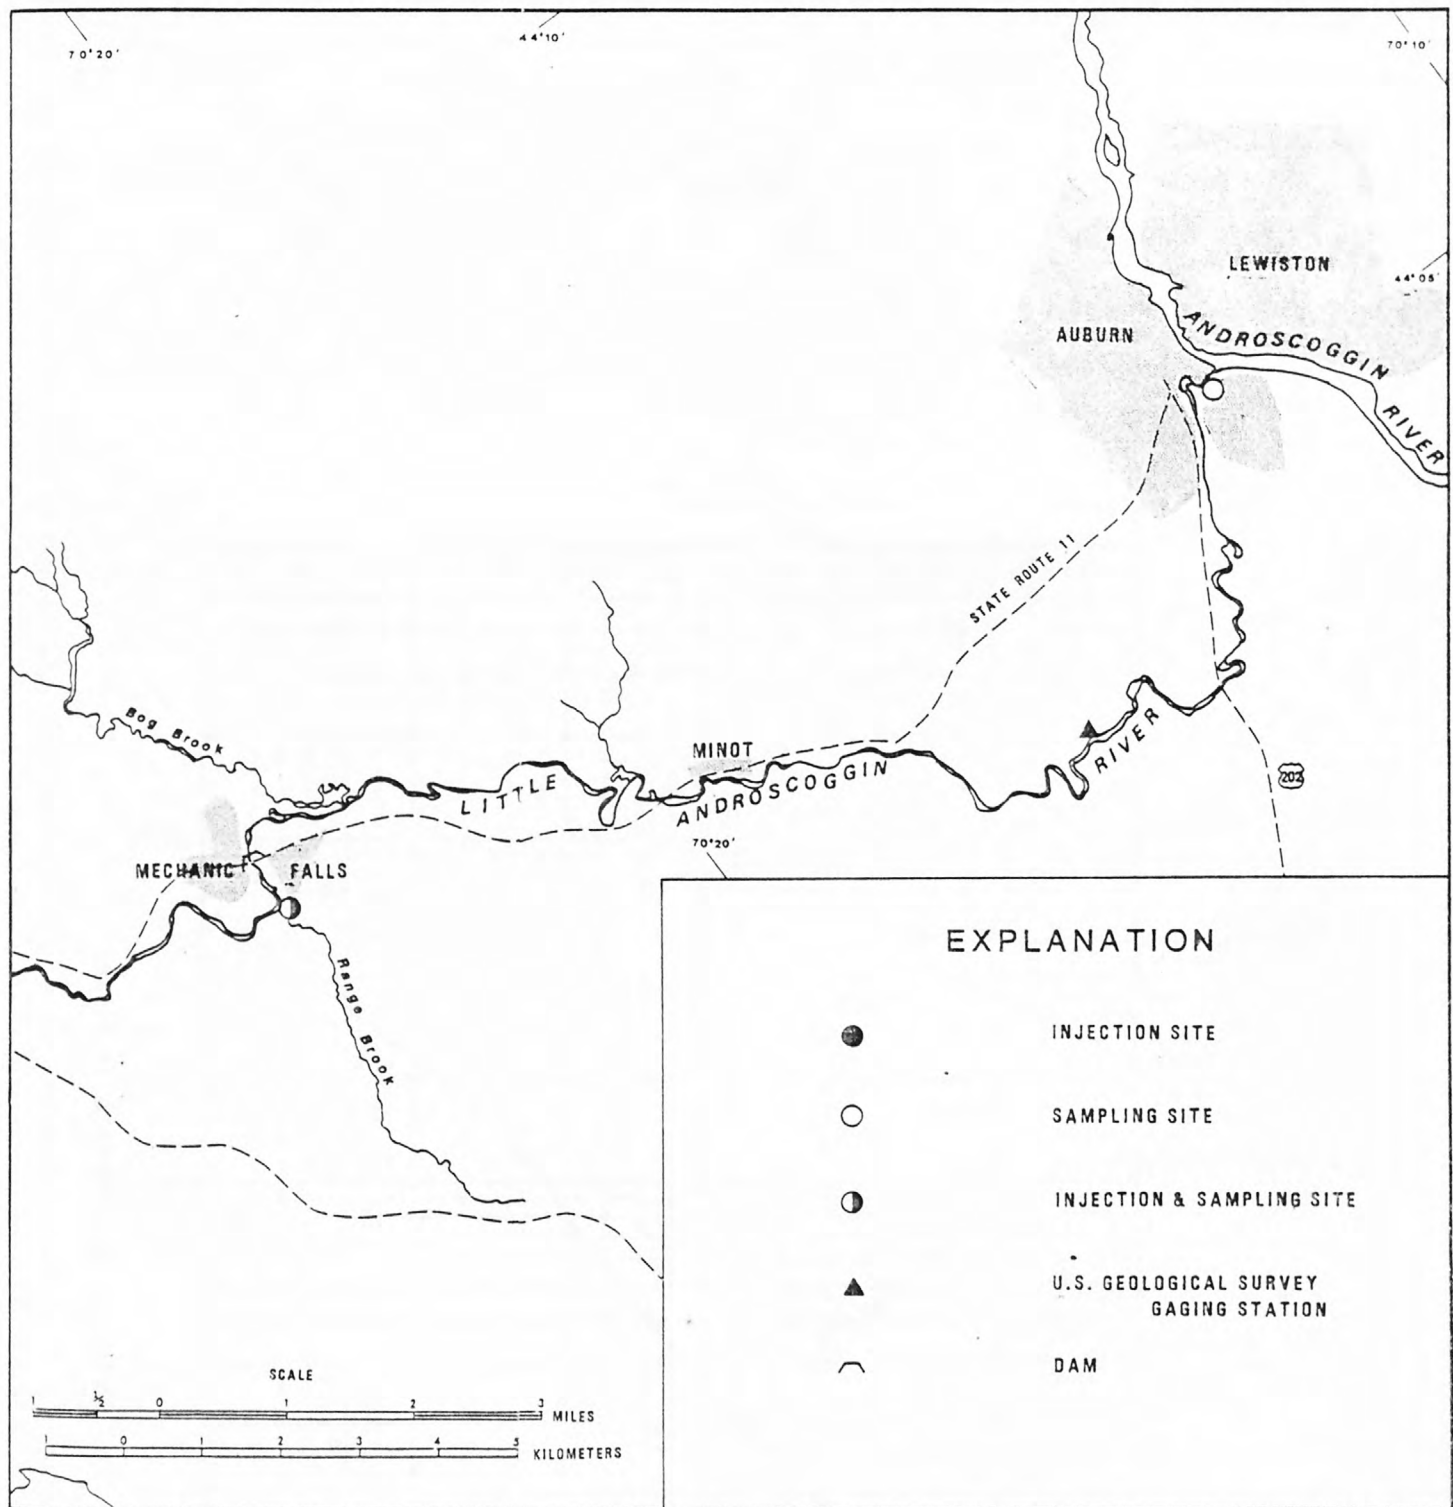 70°20'
44°10'
70°10'
LEWISTON
44°05'
AUBURN
ANDROSCOGGIN RIVER
STATE ROUTE 11
Bog Brook
MINOT
LITTLE ANDROSCOGGIN RIVER
202
70°20'
MECHANIC FALLS
Range Brook
EXPLANATION
INJECTION SITE
SAMPLING SITE
INJECTION & SAMPLING SITE
U.S. GEOLOGICAL SURVEY
GAGING STATION
DAM
SCALE
1 ½ 0 1 2 3 MILES
1 0 1 2 3 4 5 KILOMETERS